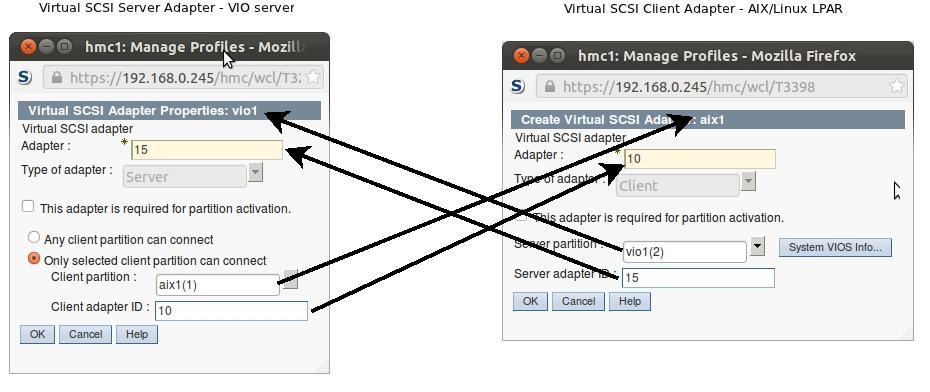 Virtual SCSI Server Adapter - VIO server
hmc1: Manage Profiles - Mozilla
https://192.168.0.245/hmc/wcl/T3
Virtual SCSI Adapter Properties: vio1
Virtual SCSI adapter
Adapter : * 15
Type of adapter : Server
This adapter is required for partition activation.
Any client partition can connect
Only selected client partition can connect
Client partition : aix1(1)
Client adapter ID : 10
OK Cancel Help
Virtual SCSI Client Adapter - AIX/Linux LPAR
hmc1: Manage Profiles - Mozilla Firefox
https://192.168.0.245/hmc/wcl/T3398
Create Virtual SCSI Adapter: aix1
Virtual SCSI adapter
Adapter : * 10
Type of adapter : Client
This adapter is required for partition activation.
Server partition : vio1(2) System VIOS Info...
Server adapter ID : 15
OK Cancel Help